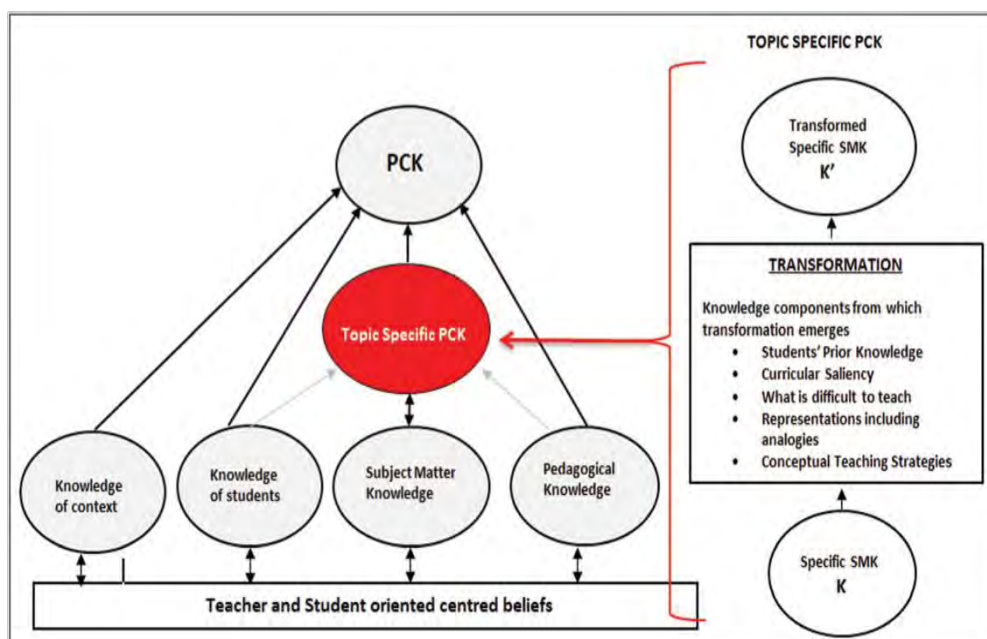 TOPIC SPECIFIC PCK
PCK
Topic Specific PCK
Knowledge
of context
Knowledge
of students
Subject Matter
Knowledge
Pedagogical
Knowledge
Teacher and Student oriented centred beliefs
Transformed
Specific SMK
K'
TRANSFORMATION
Knowledge components from which
transformation emerges
• Students' Prior Knowledge
• Curricular Saliency
• What is difficult to teach
• Representations including
analogies
• Conceptual Teaching Strategies
Specific SMK
K